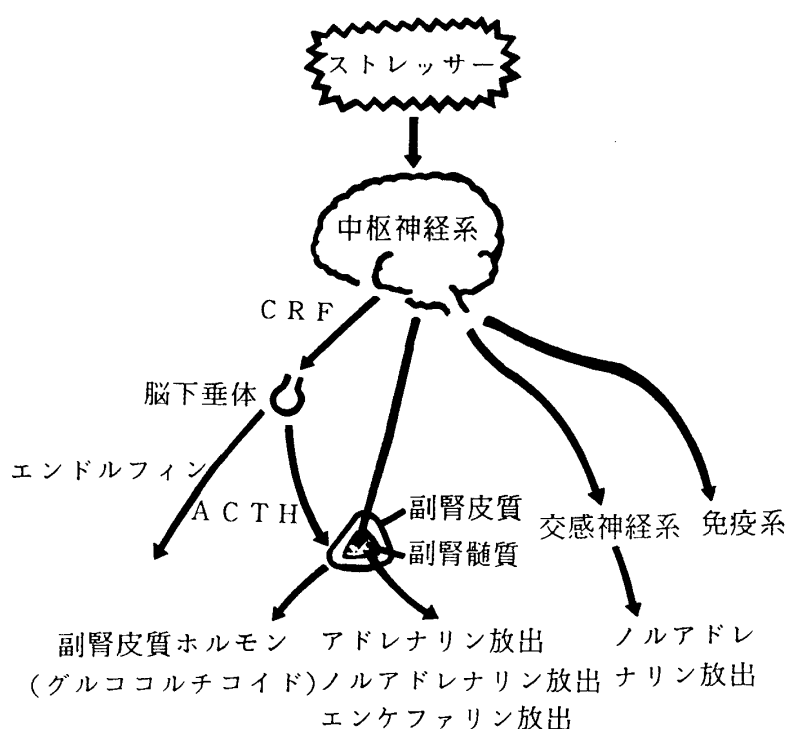 ストレッサー
中枢神経系
CRF
脳下垂体
エンドルフィン
ACTH
副腎皮質
副腎髄質
交感神経系
免疫系
副腎皮質ホルモン
(グルココルチコイド)
アドレナリン放出
ノルアドレナリン放出
エンケファリン放出
ノルアドレ
ナリン放出